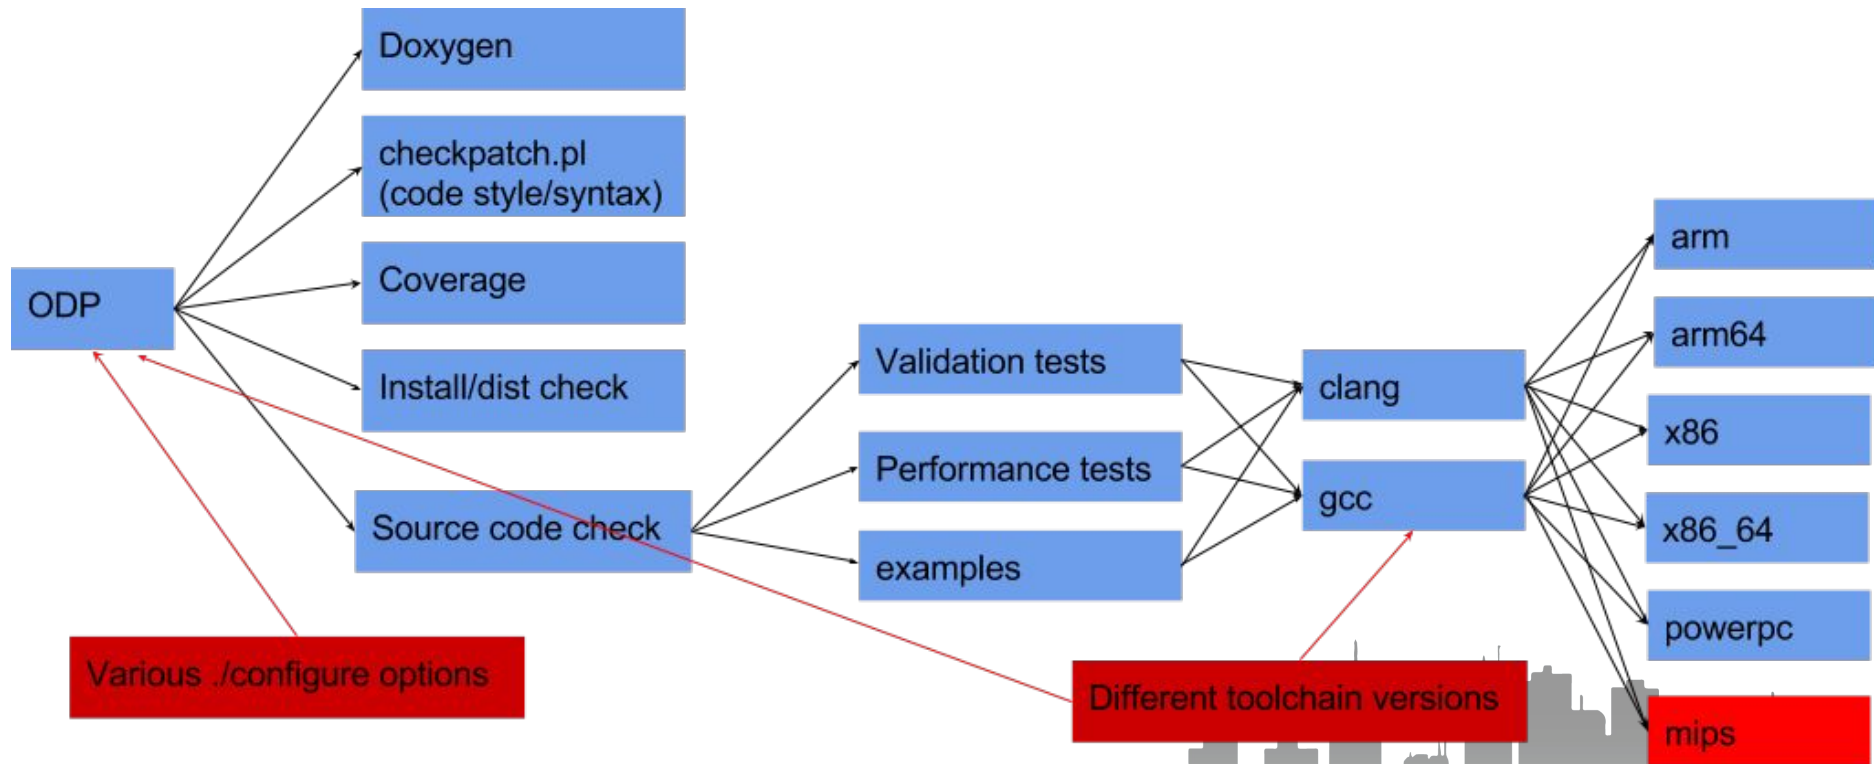 Doxygen
checkpatch.pl
(code style/syntax)
Coverage
Install/dist check
Source code check
ODP
Various ./configure options
Validation tests
Performance tests
examples
clang
gcc
Different toolchain versions
arm
arm64
x86
x86_64
powerpc
mips